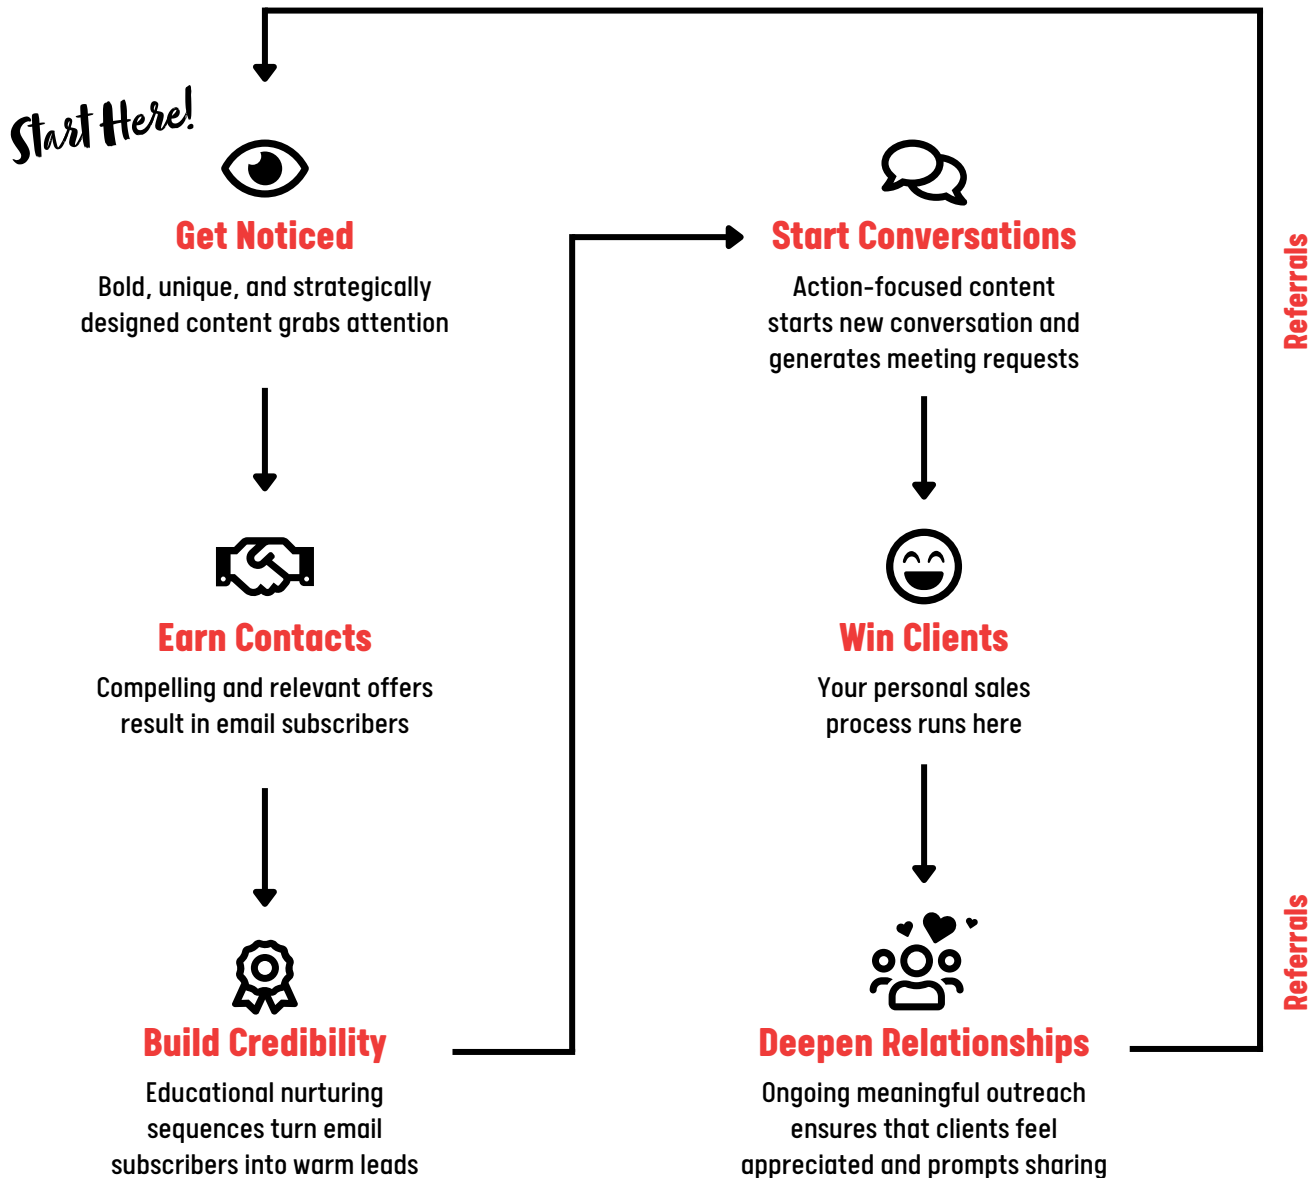 Start Here!
Get Noticed
Bold, unique, and strategically
designed content grabs attention
Earn Contacts
Compelling and relevant offers
result in email subscribers
Build Credibility
Educational nurturing
sequences turn email
subscribers into warm leads
Start Conversations
Action-focused content
starts new conversation and
generates meeting requests
Win Clients
Your personal sales
process runs here
Deepen Relationships
Ongoing meaningful outreach
ensures that clients feel
appreciated and prompts sharing
Referrals
Referrals